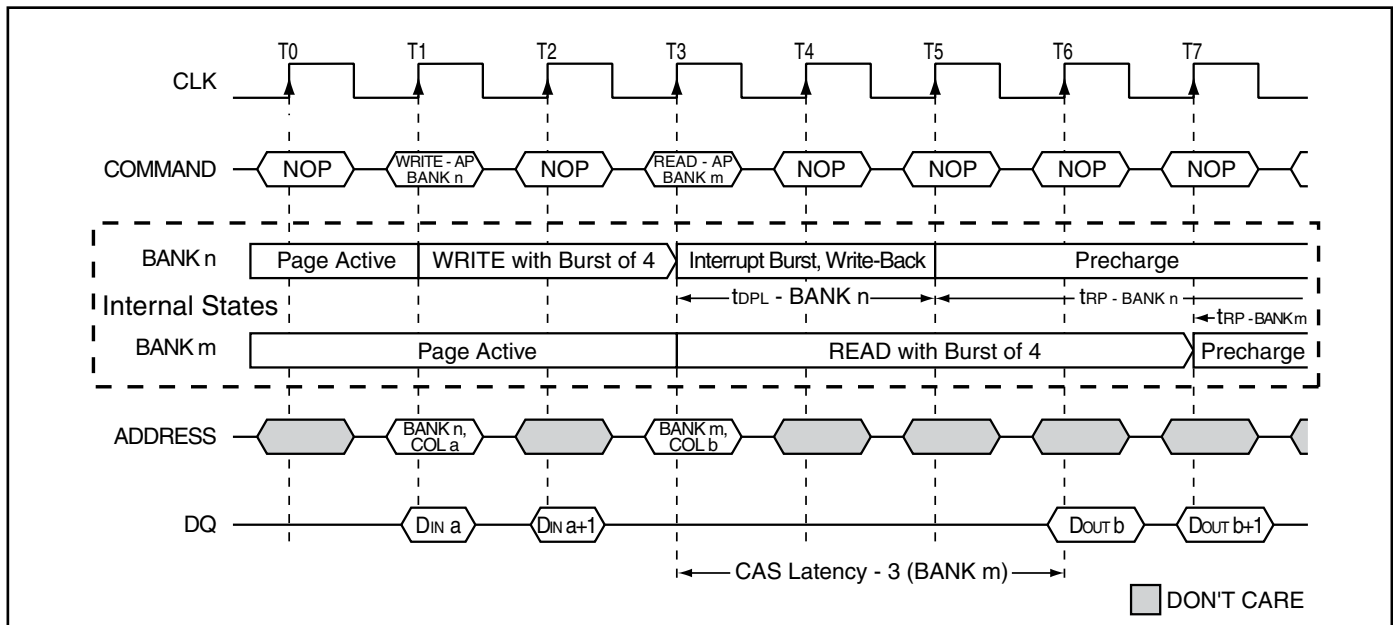 T0 T1 T2 T3 T4 T5 T6 T7
CLK
COMMAND NOP WRITE - AP BANK n NOP READ - AP BANK m NOP NOP NOP NOP
BANK n Page Active WRITE with Burst of 4 Interrupt Burst, Write-Back Precharge
tDPL - BANK n tRP - BANK n
Internal States
tRP - BANK m
BANK m Page Active READ with Burst of 4 Precharge
ADDRESS BANK n, COL a BANK m, COL b
DQ DIN a DIN a+1 DOUT b DOUT b+1
CAS Latency - 3 (BANK m)
DON'T CARE